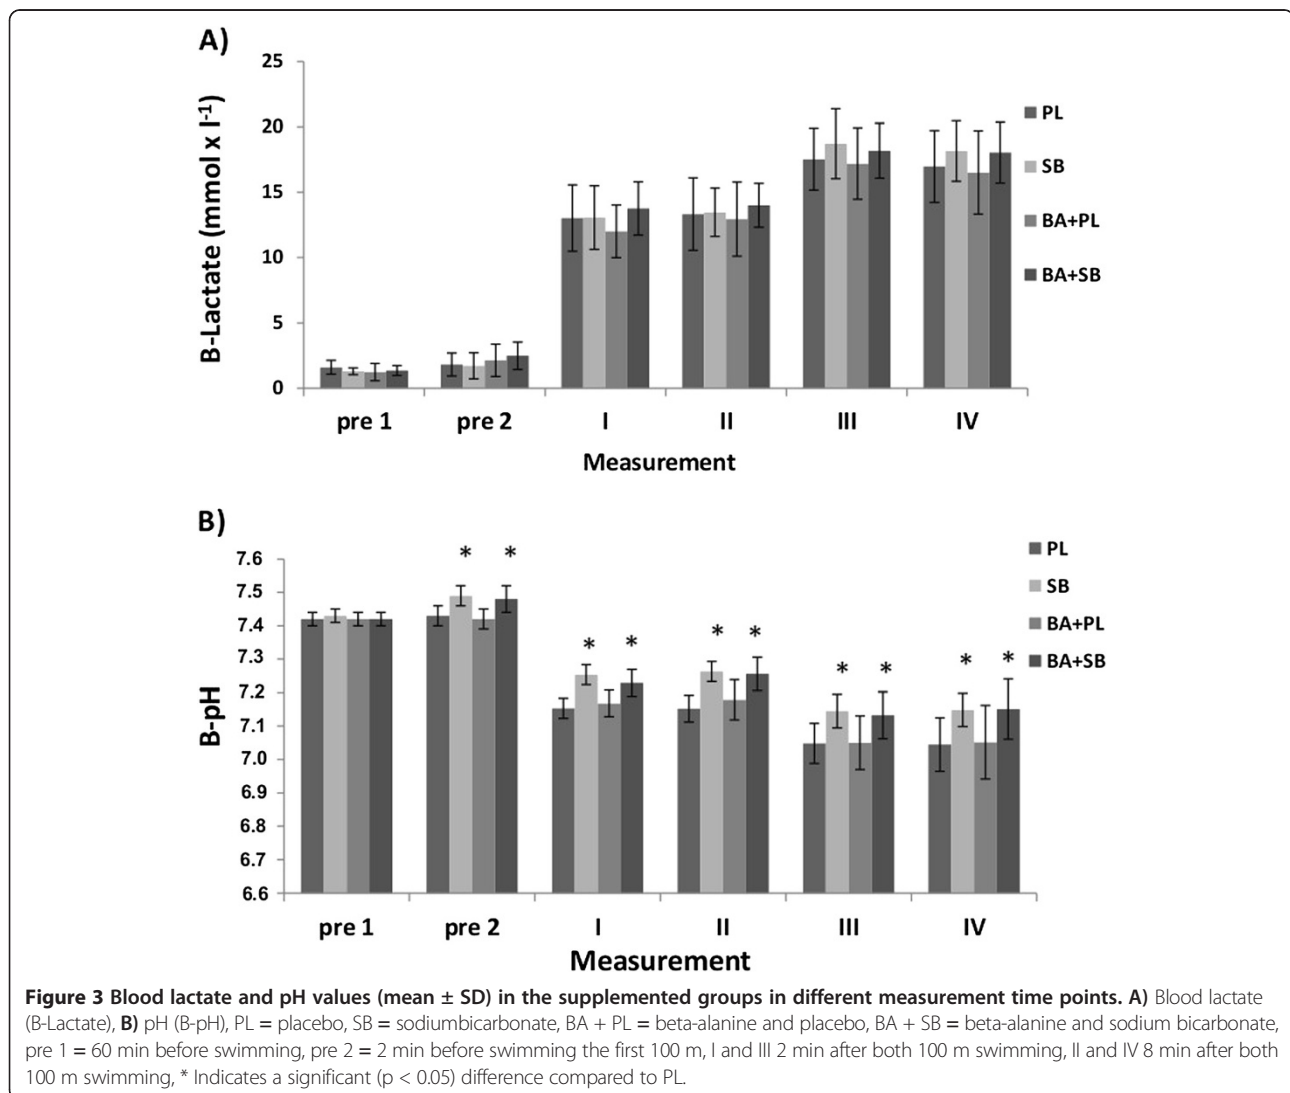 A)
B-Lactate (mmol x l⁻¹)
25
20
15
10
5
0
pre 1 pre 2 I II III IV
Measurement
PL
SB
BA+PL
BA+SB
B)
B-pH
7.6
7.5
7.4
7.3
7.2
7.1
7.0
6.9
6.8
6.7
6.6
* *
* *
* *
* *
* *
pre 1 pre 2 I II III IV
Measurement
PL
SB
BA+PL
BA+SB
Figure 3 Blood lactate and pH values (mean ± SD) in the supplemented groups in different measurement time points. A) Blood lactate
(B-Lactate), B) pH (B-pH), PL = placebo, SB = sodiumbicarbonate, BA + PL = beta-alanine and placebo, BA + SB = beta-alanine and sodium bicarbonate,
pre 1 = 60 min before swimming, pre 2 = 2 min before swimming the first 100 m, I and III 2 min after both 100 m swimming, II and IV 8 min after both
100 m swimming, * Indicates a significant (p < 0.05) difference compared to PL.